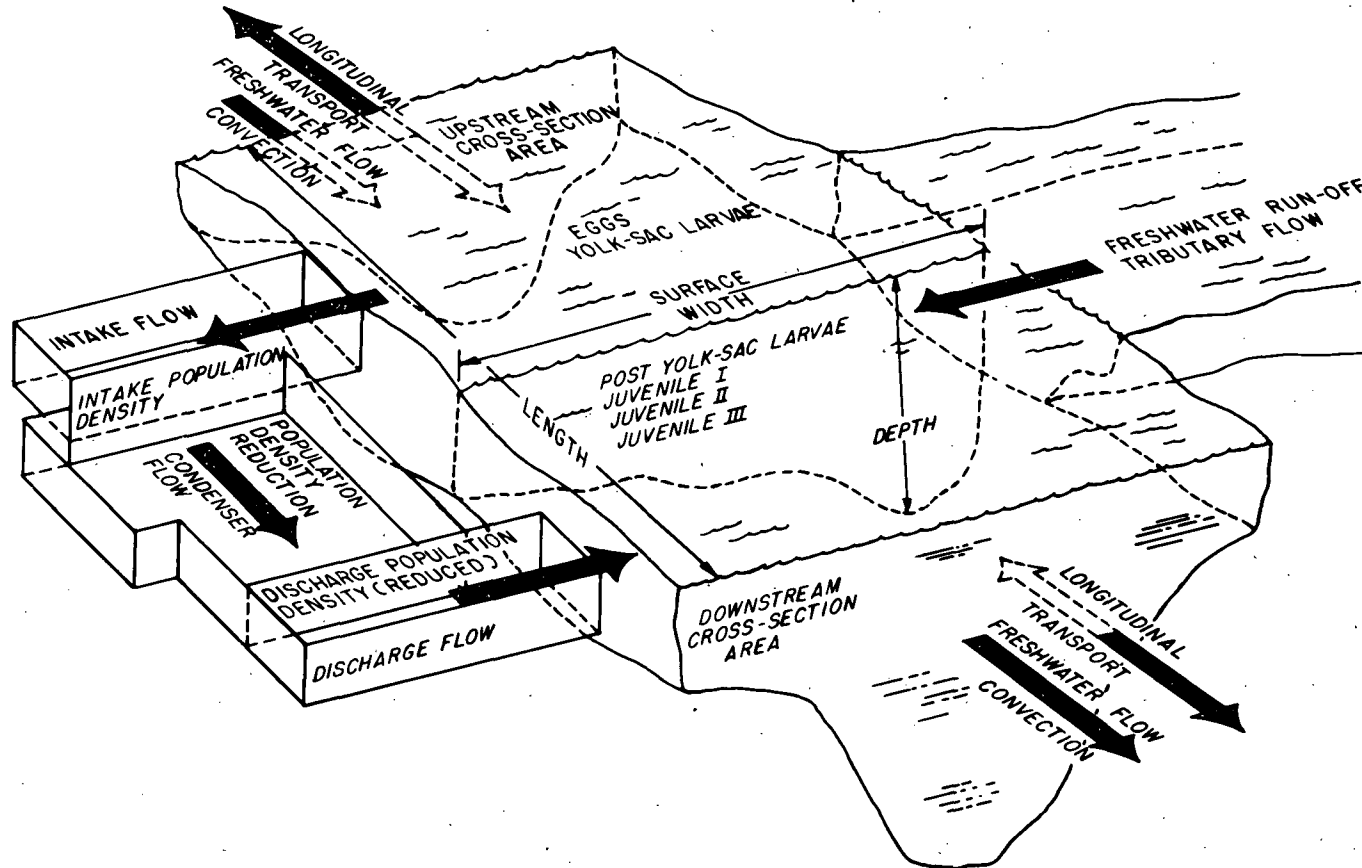 LONGITUDINAL
TRANSPORT
FRESHWATER FLOW
CONVECTION
UPSTREAM
CROSS-SECTION
AREA
EGGS
YOLK-SAC LARVAE
FRESHWATER RUN-OFF
TRIBUTARY FLOW
SURFACE
WIDTH
INTAKE FLOW
INTAKE POPULATION
DENSITY
POST YOLK-SAC LARVAE
JUVENILE I
JUVENILE II
JUVENILE III
LENGTH
DEPTH
POPULATION
DENSITY
REDUCTION
CONDENSER
FLOW
DISCHARGE POPULATION
DENSITY (REDUCED)
DISCHARGE FLOW
DOWNSTREAM
CROSS-SECTION
AREA
LONGITUDINAL
TRANSPORT
FRESHWATER FLOW
CONVECTION